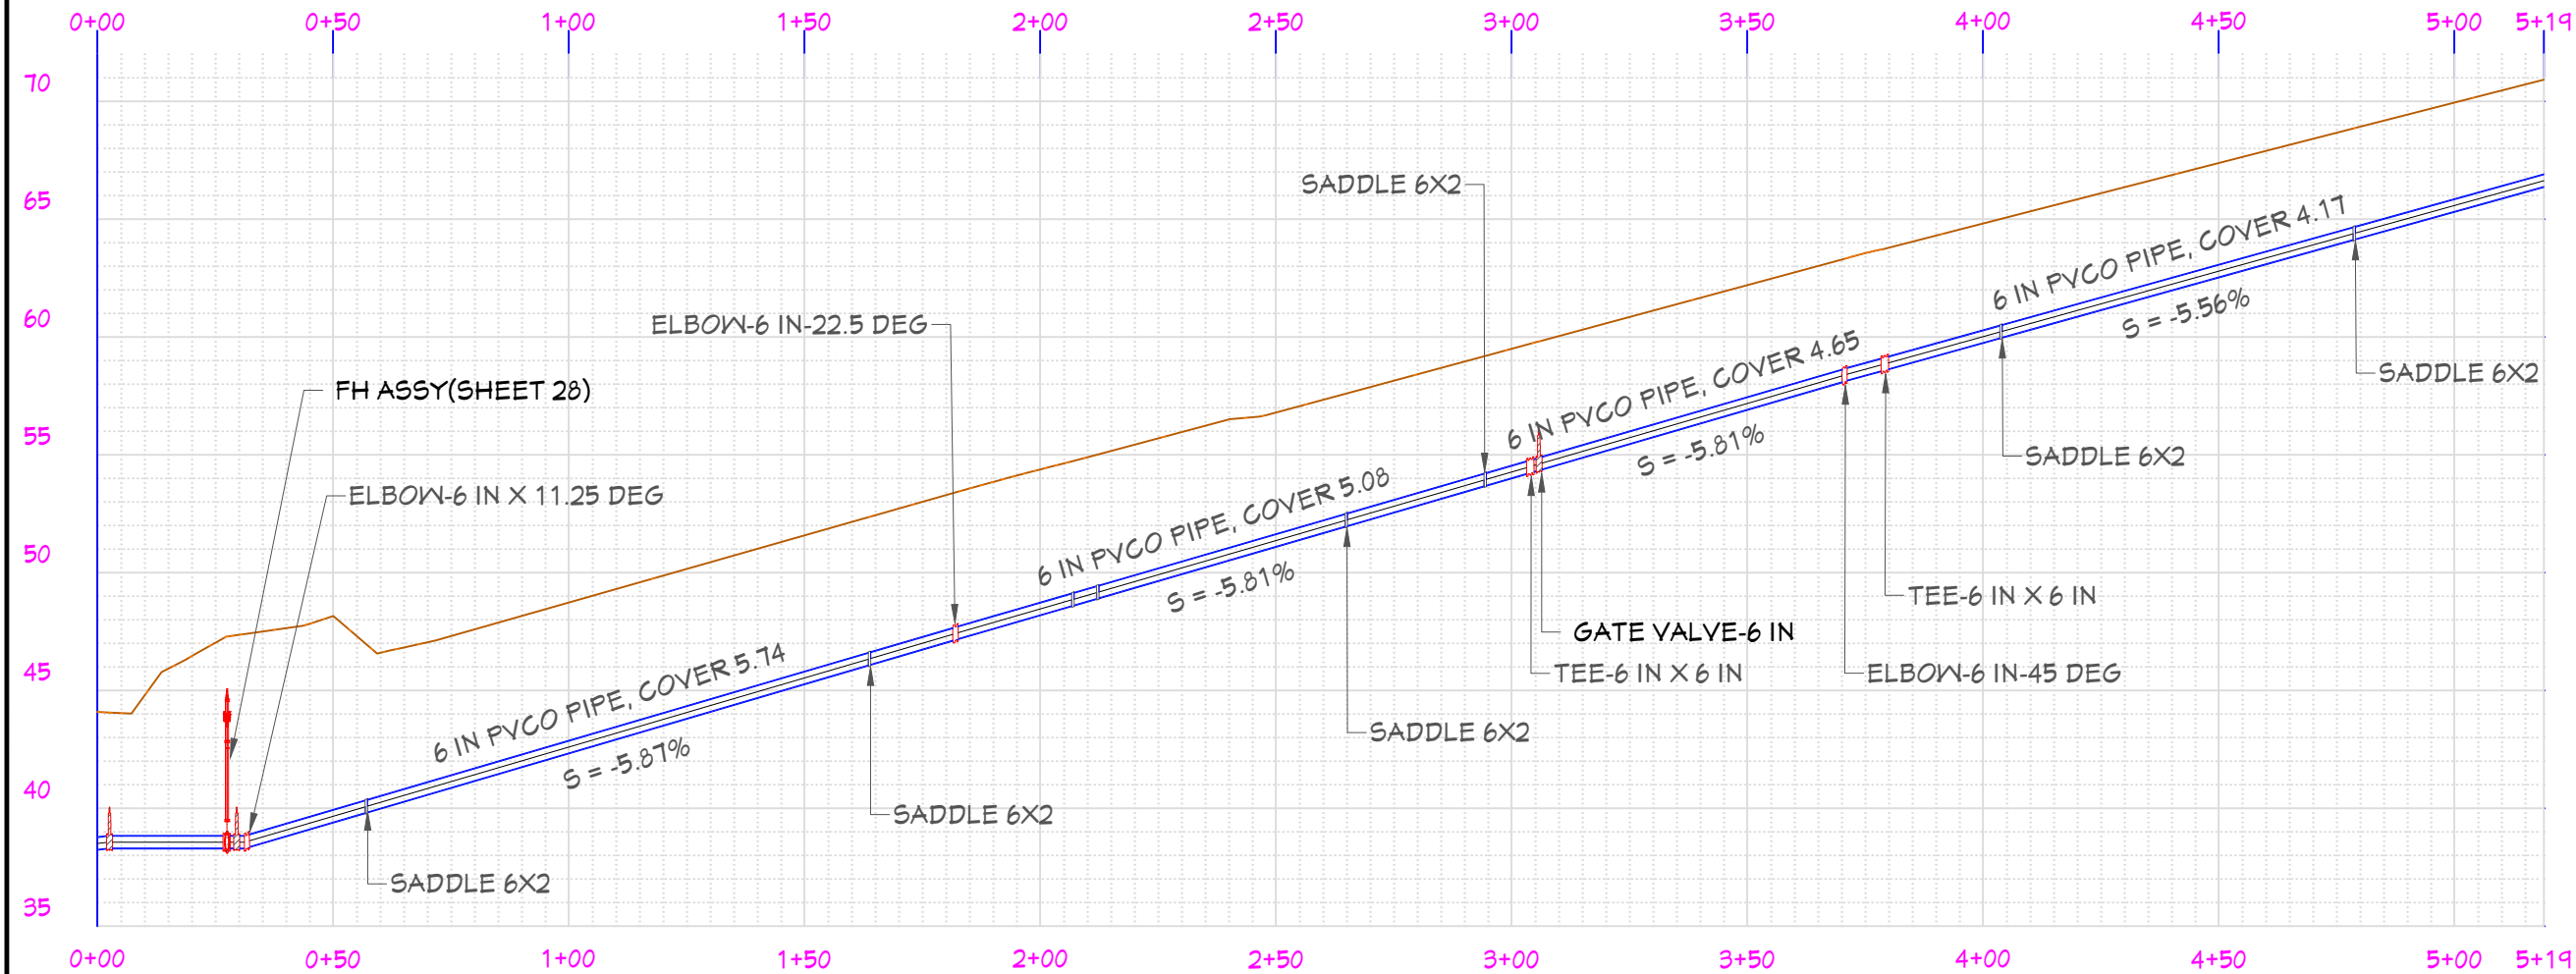 0+00 0+50 1+00 1+50 2+00 2+50 3+00 3+50 4+00 4+50 5+00 5+19
70
65
60
55
50
45
40
35
SADDLE 6X2
6 IN PVCO PIPE, COVER 4.17
S = -5.56%
ELBOW-6 IN-22.5 DEG
6 IN PVCO PIPE, COVER 4.65
S = -5.81%
SADDLE 6X2
FH ASSY(SHEET 28)
SADDLE 6X2
ELBOW-6 IN X 11.25 DEG
6 IN PVCO PIPE, COVER 5.08
S = -5.81%
TEE-6 IN X 6 IN
GATE VALVE-6 IN
TEE-6 IN X 6 IN
ELBOW-6 IN-45 DEG
6 IN PVCO PIPE, COVER 5.74
S = -5.87%
SADDLE 6X2
SADDLE 6X2
SADDLE 6X2
0+00 0+50 1+00 1+50 2+00 2+50 3+00 3+50 4+00 4+50 5+00 5+19